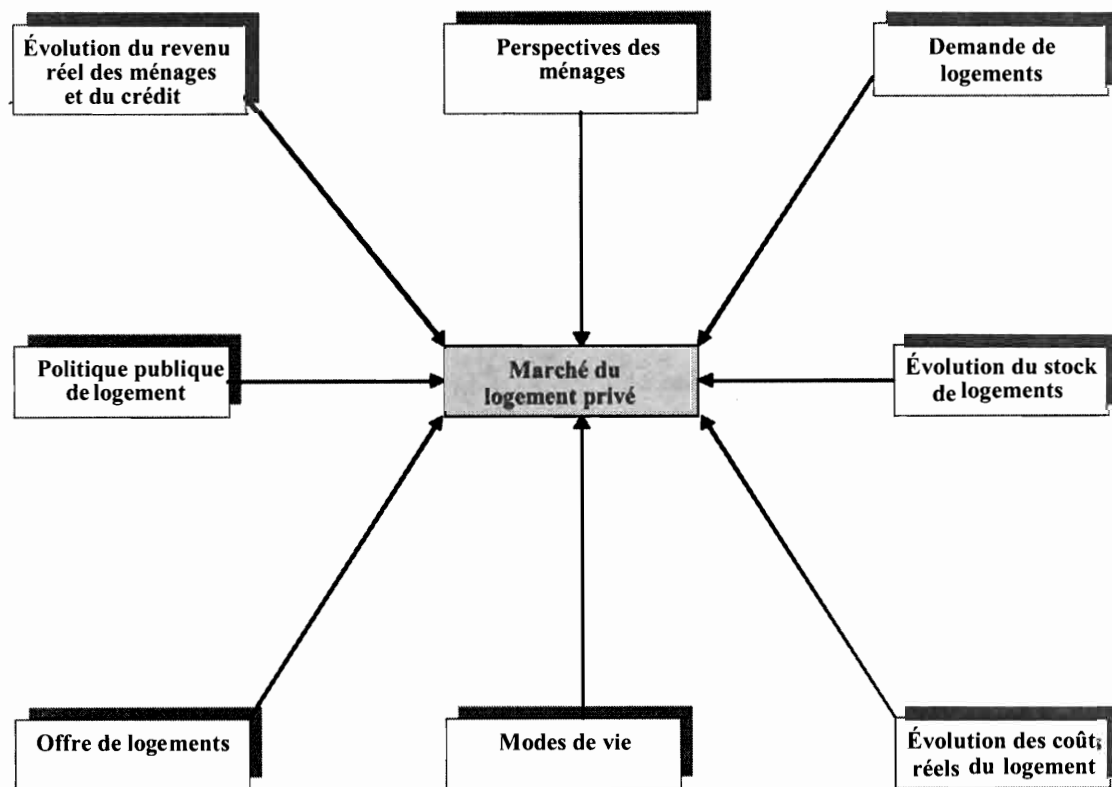 Évolution du revenu
réel des ménages
et du crédit
Perspectives des
ménages
Demande de
logements
Politique publique
de logement
Marché du
logement privé
Évolution du stock
de logements
Offre de logements
Modes de vie
Évolution des coûts
réels du logement